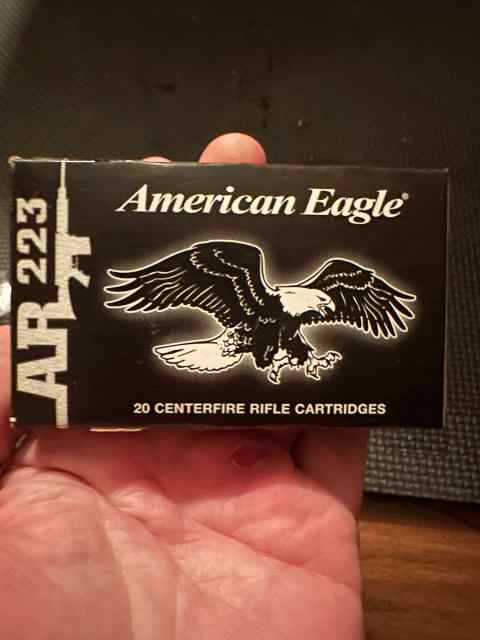 AR 223
American Eagle®
20 CENTERFIRE RIFLE CARTRIDGES